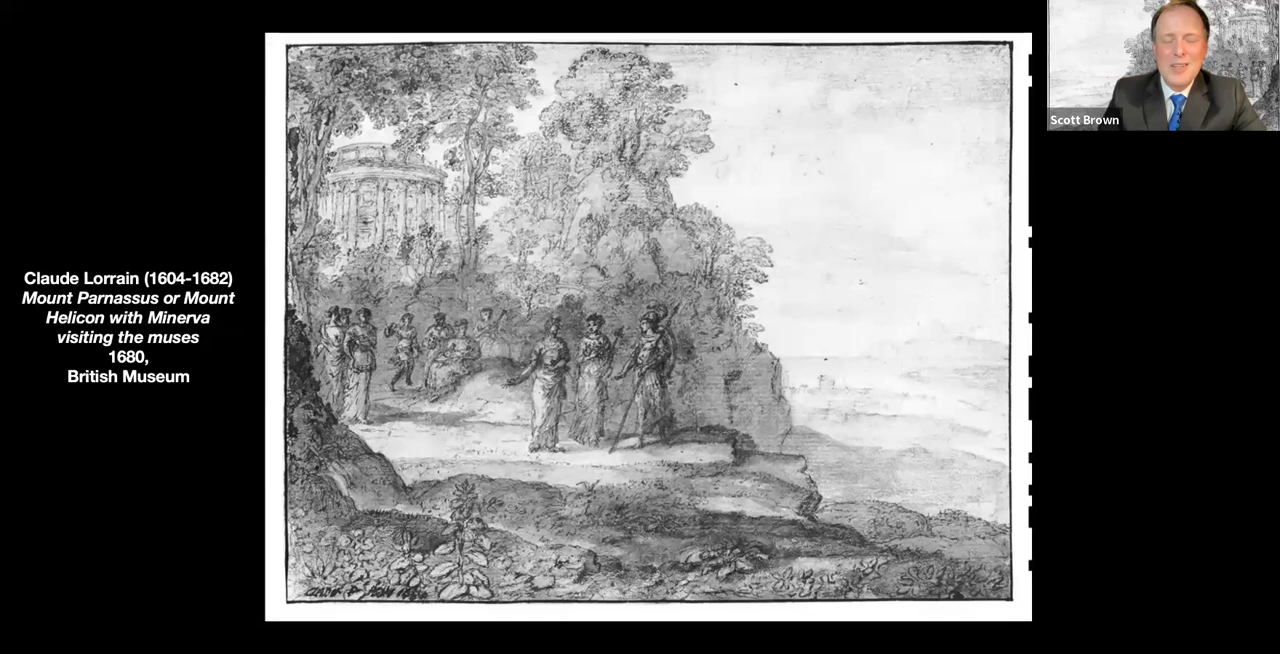 Claude Lorrain (1604-1682)
Mount Parnassus or Mount
Helicon with Minerva
visiting the muses
1680,
British Museum
Scott Brown